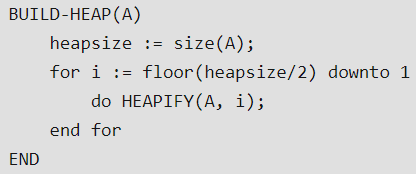 BUILD-HEAP(A)
    heapsize := size(A);
    for i := floor(heapsize/2) downto 1
        do HEAPIFY(A, i);
    end for
END